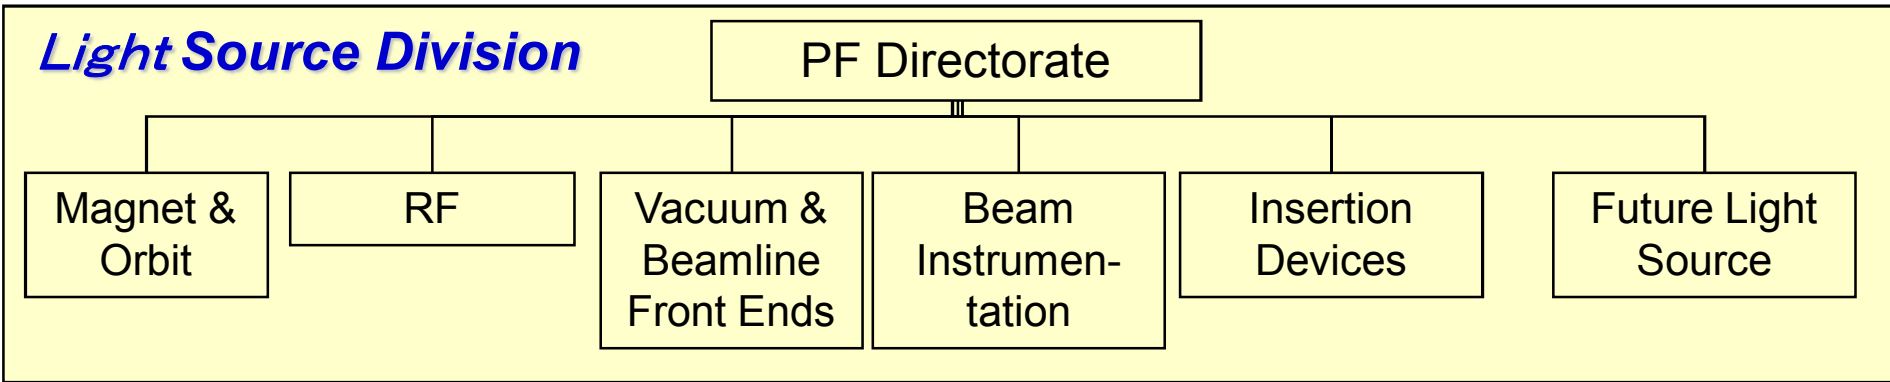 Light Source Division
PF Directorate
Magnet &
Orbit
RF
Vacuum &
Beamline
Front Ends
Beam
Instrumen-
tation
Insertion
Devices
Future Light
Source